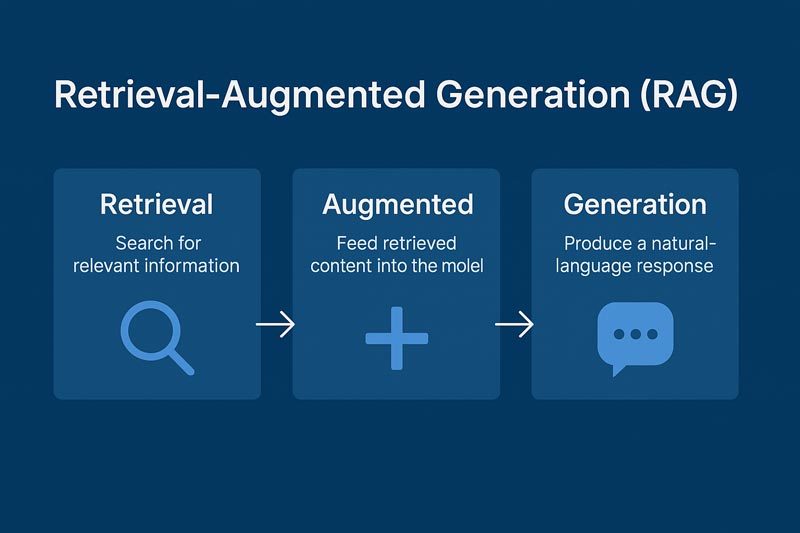 Retrieval-Augmented Generation (RAG)
Retrieval
Search for
relevant information
Augmented
Feed retrieved
content into the molel
Generation
Produce a natural-
language response